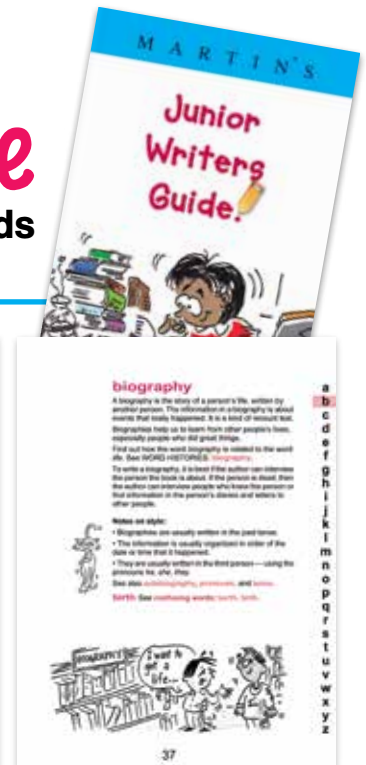 MARTIN'S
Junior
Writers
Guide
e
ds
biography
A biography is the story of a person's life, written by
another person. The information in a biography is about
events that really happened. It is a kind of recount text.
Biographies help us to learn from other people's lives,
especially people who did great things.
Find out how the word biography is related to the word
life. See WORD HISTORIES: biography.
To write a biography, it is best if the author can interview
the person the book is about. If the person is dead, then
the author can interview people who knew the person or
find information in the person's diaries and letters to
other people.
Notes on style:
• Biographies are usually written in the past tense.
• The information is usually organized in order of the
date or time that it happened.
• They are usually written in the third person — using the
pronouns he, she, they.
See also autobiography, pronouns, and tense.
birth See confusing words: berth, birth.
a
b
c
d
e
f
g
h
i
j
k
l
m
n
o
p
q
r
s
t
u
v
w
x
y
z
BIOGRAPHIES
I want to
get a
life...
37